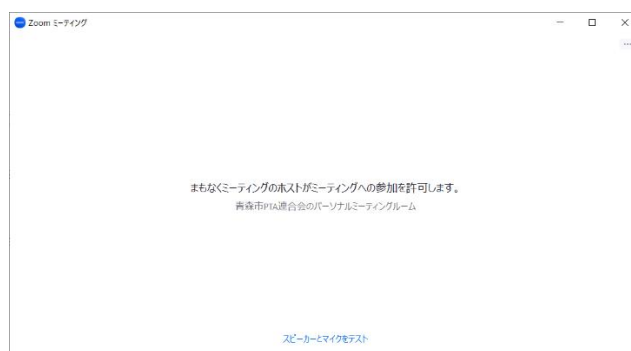 Zoom ミーティング
まもなくミーティングのホストがミーティングへの参加を許可します。
青森市PTA連合会のパーソナルミーティングルーム
スピーカーとマイクをテスト